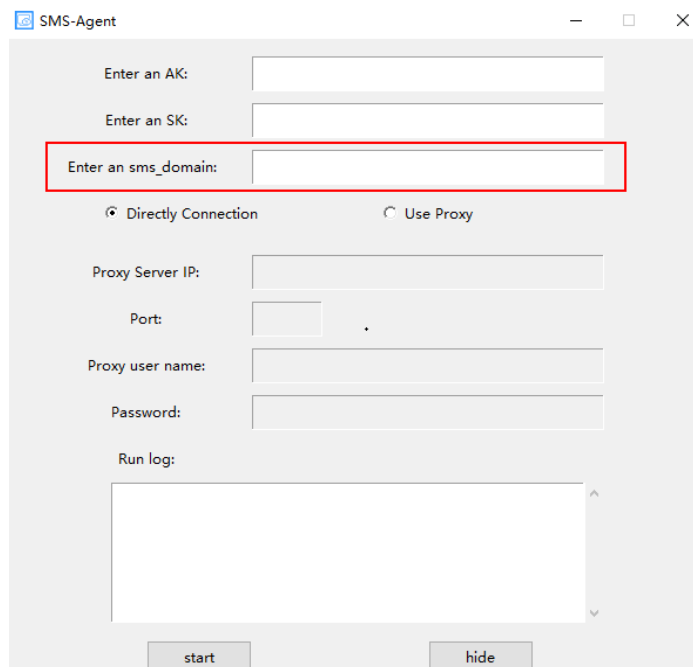 SMS-Agent
Enter an AK:
Enter an SK:
Enter an sms_domain:
Directly Connection Use Proxy
Proxy Server IP:
Port:
Proxy user name:
Password:
Run log:
start hide